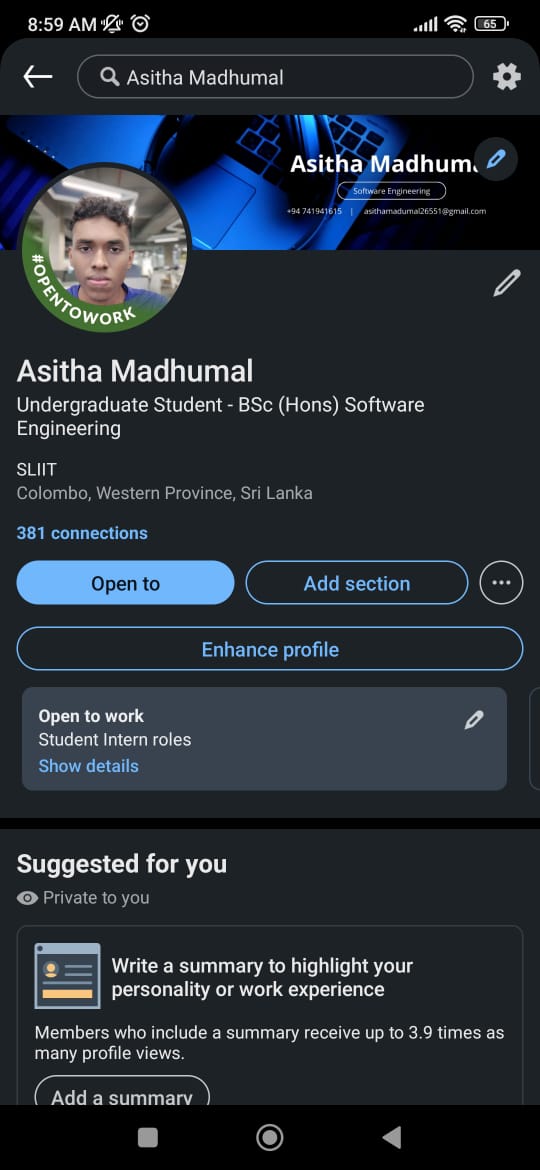 8:59 AM
65
Asitha Madhumal
Asitha Madhum
Software Engineering
+94 741941615 | asithamadumal26551@gmail.com
#OPENTOWORK
Asitha Madhumal
Undergraduate Student - BSc (Hons) Software
Engineering
SLIIT
Colombo, Western Province, Sri Lanka
381 connections
Open to
Add section
Enhance profile
Open to work
Student Intern roles
Show details
Suggested for you
Private to you
Write a summary to highlight your
personality or work experience
Members who include a summary receive up to 3.9 times as
many profile views.
Add a summary